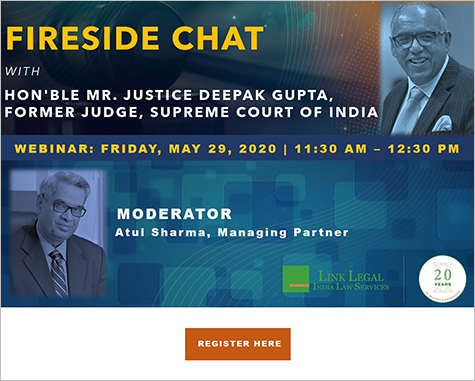 FIRESIDE CHAT
WITH
HON'BLE MR. JUSTICE DEEPAK GUPTA,
FORMER JUDGE, SUPREME COURT OF INDIA
WEBINAR: FRIDAY, MAY 29, 2020 | 11:30 AM – 12:30 PM
MODERATOR
Atul Sharma, Managing Partner
LINK LEGAL
INDIA LAW SERVICES
20
YEARS
REGISTER HERE